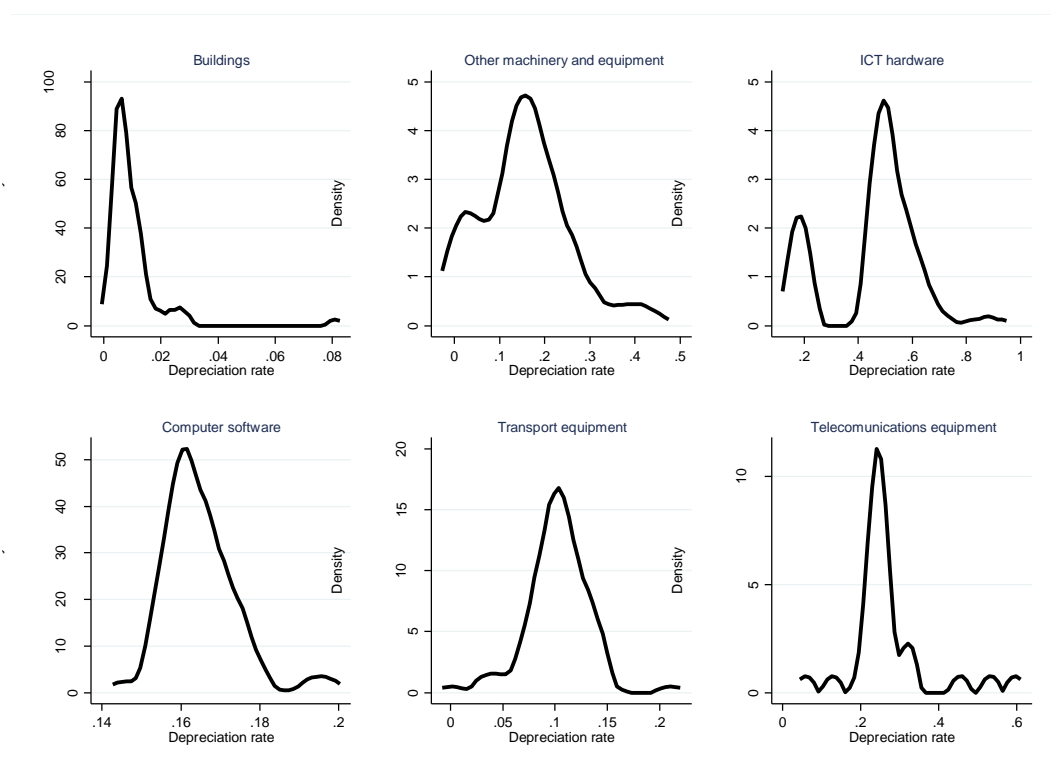 Buildings
100
80
60
40
20
0
0 .02 .04 .06 .08
Depreciation rate
Other machinery and equipment
Density
5
4
3
2
1
0
0 .1 .2 .3 .4 .5
Depreciation rate
ICT hardware
Density
5
4
3
2
1
0
.2 .4 .6 .8 1
Depreciation rate
Computer software
50
40
30
20
10
0
.14 .16 .18 .2
Depreciation rate
Transport equipment
Density
20
15
10
5
0
0 .05 .1 .15 .2
Depreciation rate
Telecomunications equipment
Density
10
5
0
0 .2 .4 .6
Depreciation rate